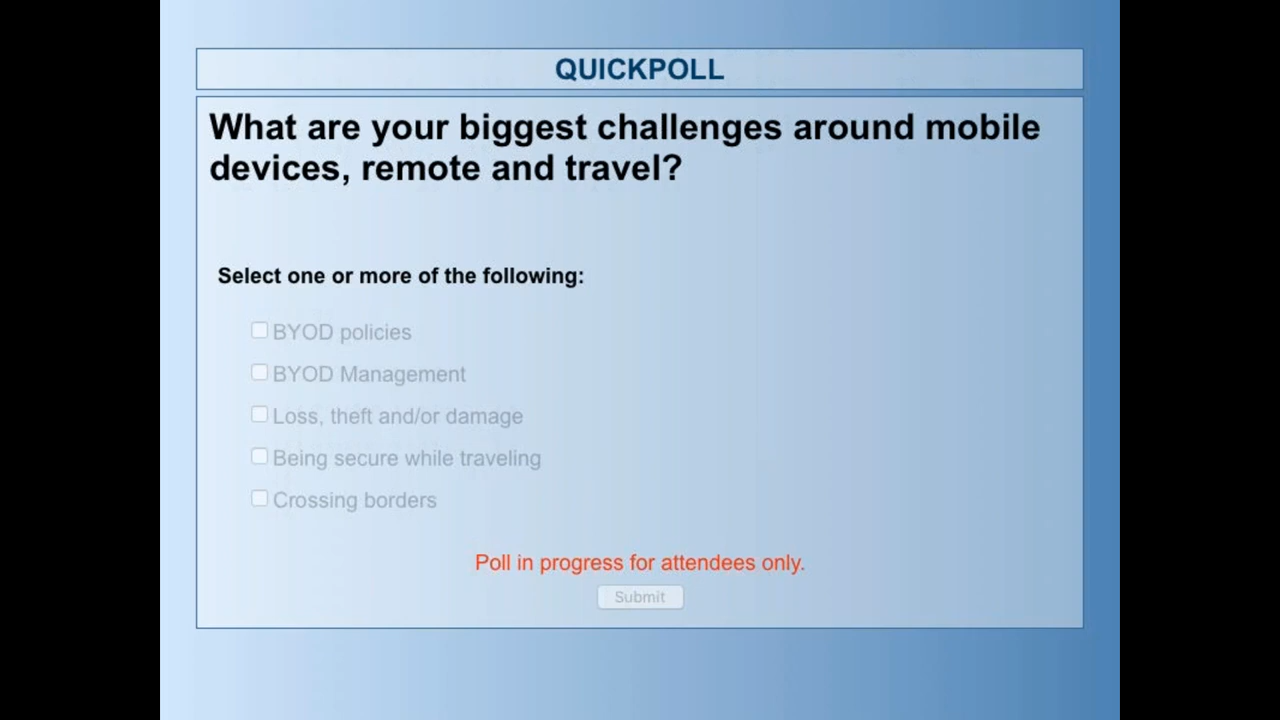 QUICKPOLL
What are your biggest challenges around mobile
devices, remote and travel?
Select one or more of the following:
BYOD policies
BYOD Management
Loss, theft and/or damage
Being secure while traveling
Crossing borders
Poll in progress for attendees only.
Submit